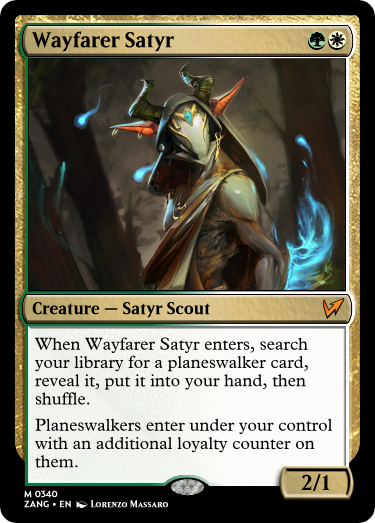 Wayfarer Satyr
Creature — Satyr Scout
When Wayfarer Satyr enters, search
your library for a planeswalker card,
reveal it, put it into your hand, then
shuffle.
Planeswalkers enter under your control
with an additional loyalty counter on
them.
2/1
M 0340
ZANG • EN Lorenzo Massaro